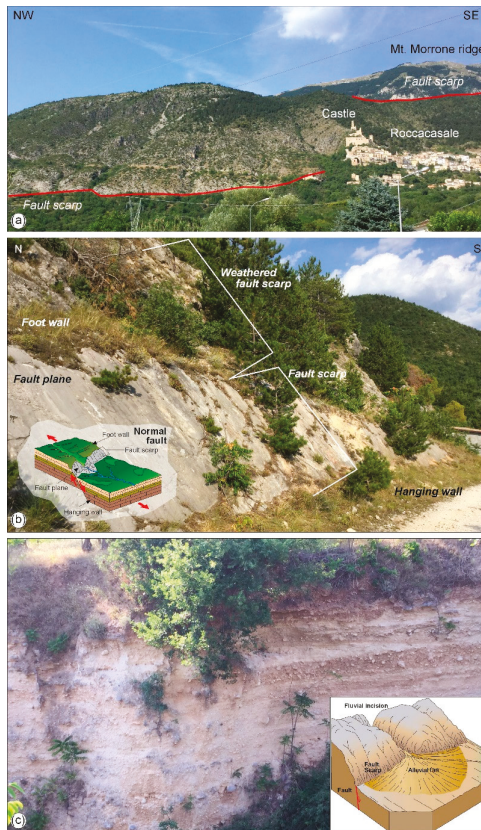 NW
SE
Mt. Morrone ridge
Fault scarp
Castle
Roccacasale
Fault scarp
a
N
S
Weathered
fault scarp
Foot wall
Fault scarp
Fault plane
Normal
fault
Foot wall
Fault scarp
Fault plane
Hanging wall
Hanging wall
b
Fluvial incision
Fault
Scarp
Alluvial fan
Fault
c